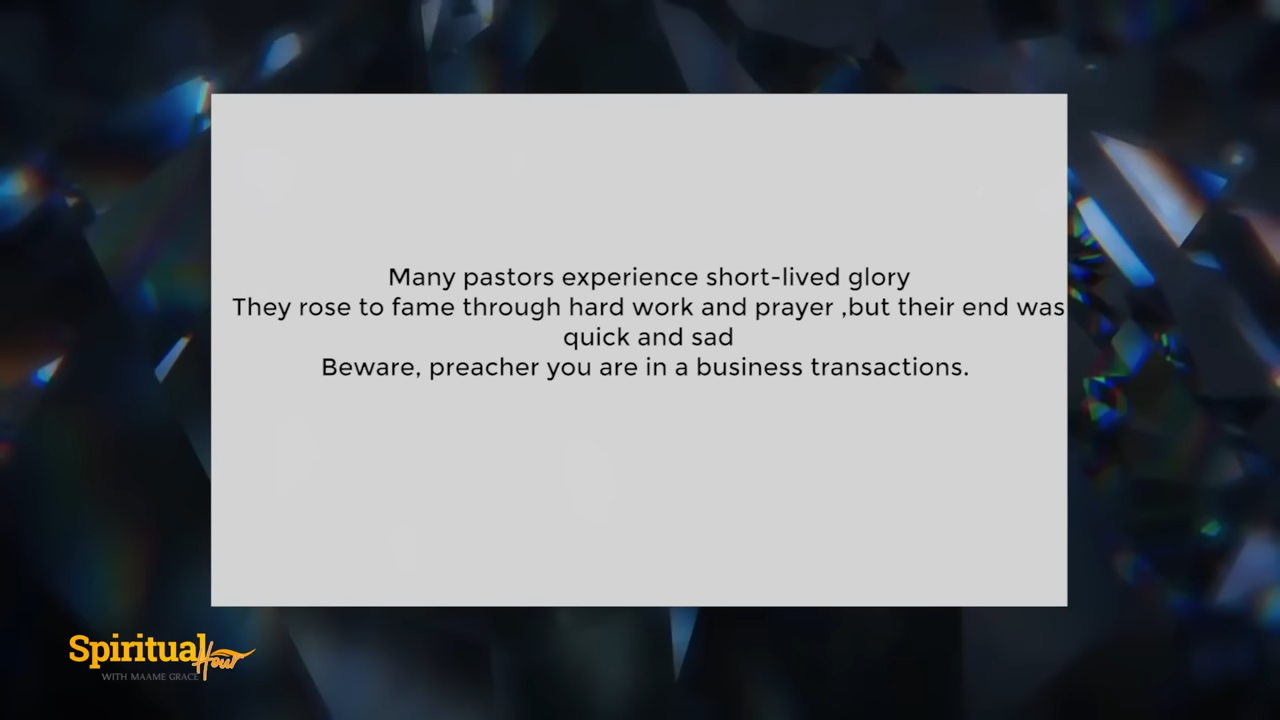 Many pastors experience short-lived glory
They rose to fame through hard work and prayer ,but their end was
quick and sad
Beware, preacher you are in a business transactions.
Spiritual Hour
WITH MAAME GRACE